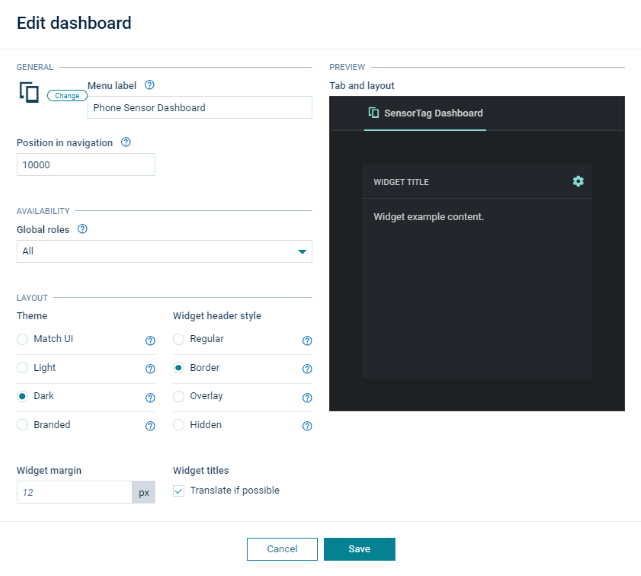 Edit dashboard
GENERAL
Change
Menu label
Phone Sensor Dashboard
Position in navigation
10000
AVAILABILITY
Global roles
All
LAYOUT
Theme
Widget header style
Match UI
Regular
Light
Border
Dark
Overlay
Branded
Hidden
Widget margin
Widget titles
12
px
Translate if possible
PREVIEW
Tab and layout
SensorTag Dashboard
WIDGET TITLE
Widget example content.
Cancel
Save